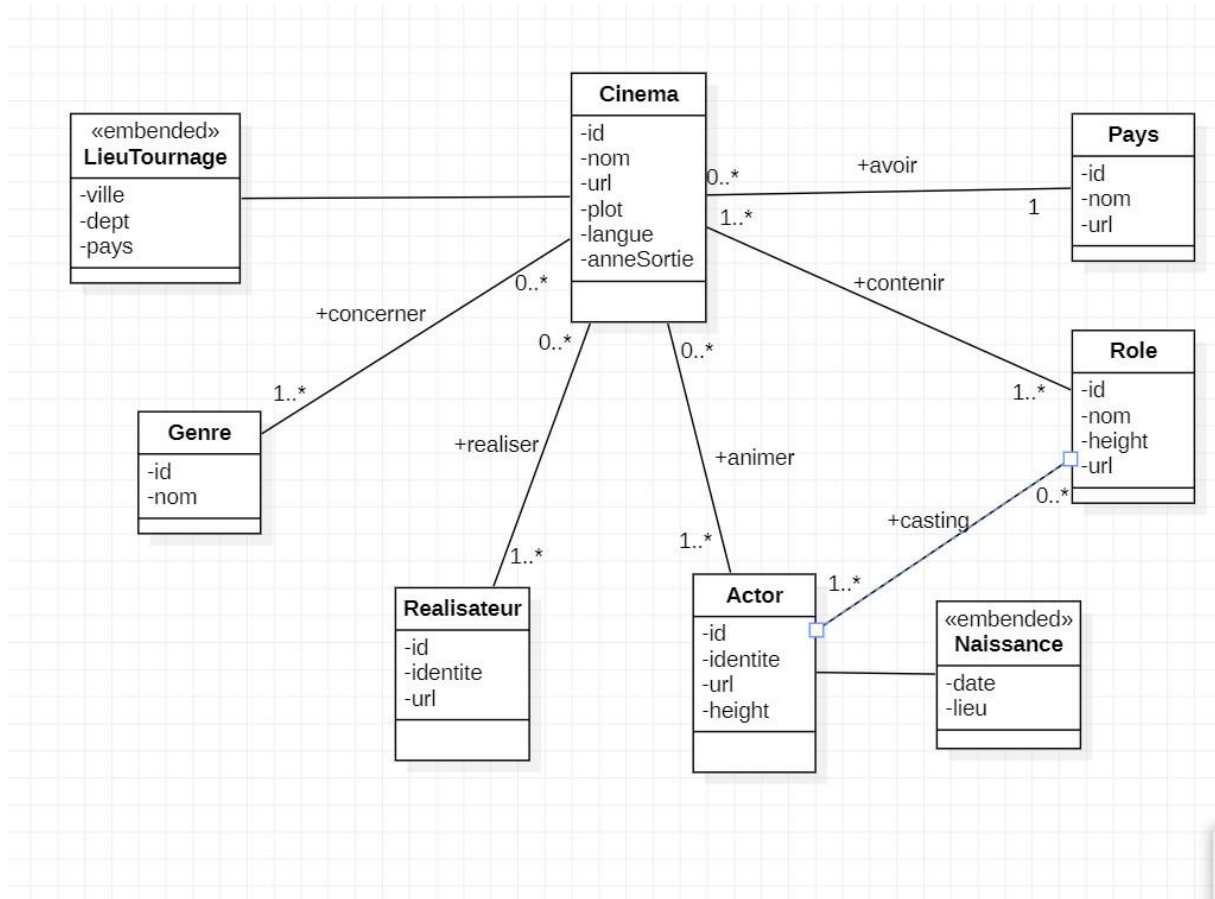 Cinema
-id
-nom
-url
-plot
-langue
-anneSortie
«embended»
LieuTournage
-ville
-dept
-pays
Pays
-id
-nom
-url
+avoir
0..*
1
1..*
+contenir
1..*
Role
-id
-nom
-height
-url
0..*
+concerner
1..*
Genre
-id
-nom
0..*
+realiser
1..*
Realisateur
-id
-identite
-url
0..*
+animer
1..*
Actor
-id
-identite
-url
-height
0..*
+casting
1..*
«embended»
Naissance
-date
-lieu